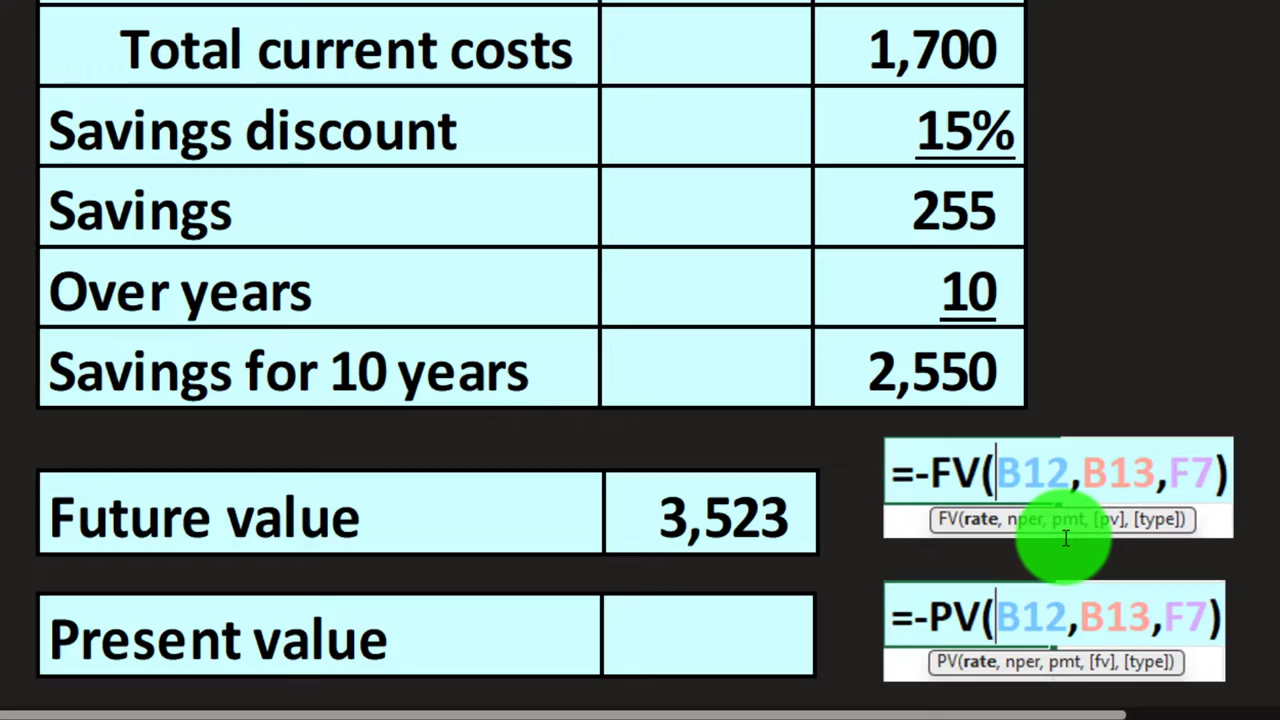 Total current costs 1,700
Savings discount 15%
Savings 255
Over years 10
Savings for 10 years 2,550
=-FV(B12,B13,F7)
Future value 3,523
FV(rate, nper, pmt, [pv], [type])
=-PV(B12,B13,F7)
Present value
PV(rate, nper, pmt, [fv], [type])